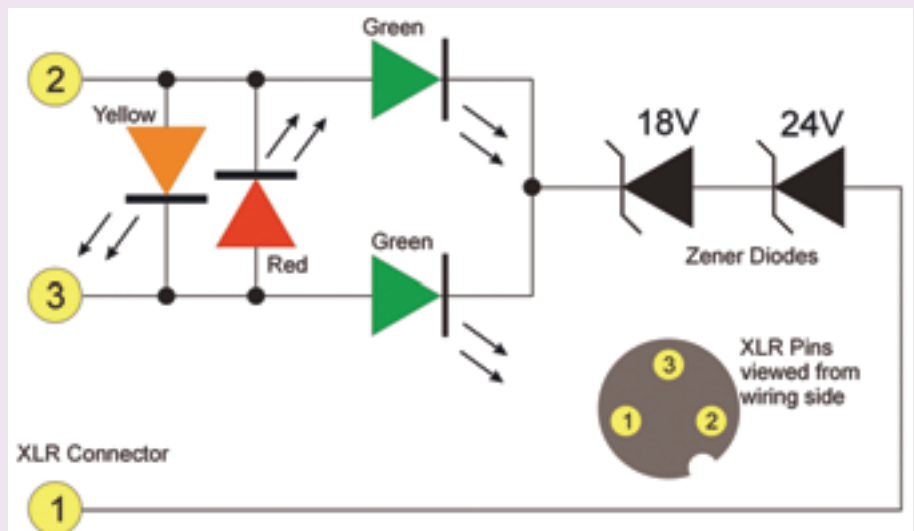 Green
2
Yellow
18V 24V
Green
Red
Zener Diodes
3
XLR Pins
viewed from
wiring side
3
1 2
XLR Connector
1